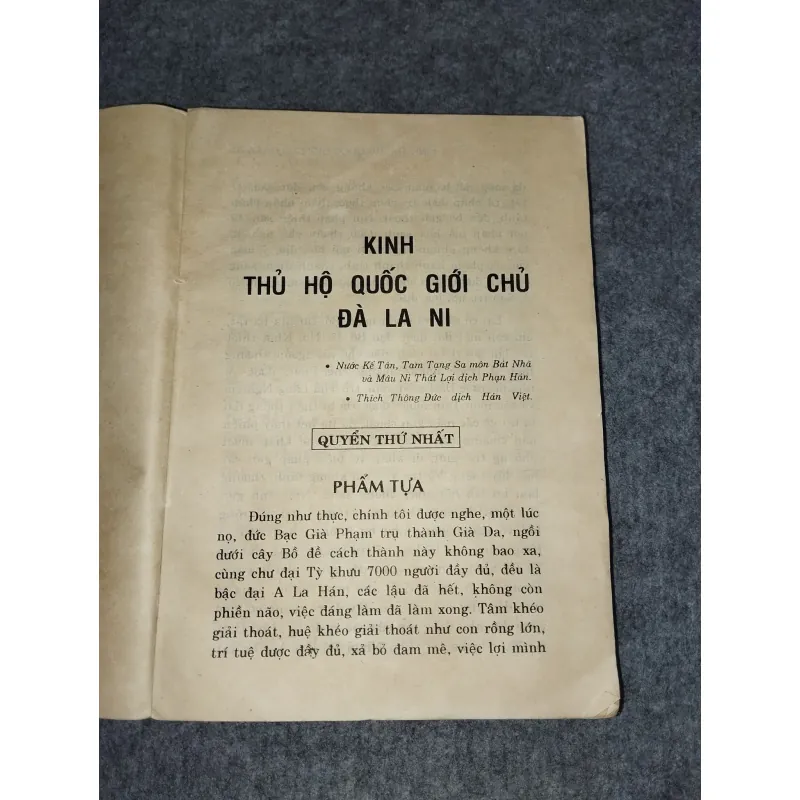 KINH
THỦ HỘ QUỐC GIỚI CHỦ
ĐÀ LA NI
• Nước Kế Tân, Tam Tạng Sa môn Bát Nhã
và Mâu Ni Thất Lợi dịch Phạn Hán.
• Thích Thông Đức dịch Hán Việt.
QUYỂN THỨ NHẤT
PHẨM TỰA
Đúng như thực, chính tôi được nghe, một lúc
nọ, đức Bạc Già Phạm trụ thành Già Da, ngồi
dưới cây Bồ đề cách thành này không bao xa,
cùng chư đại Tỳ khưu 7000 người đầy đủ, đều là
bậc đại A La Hán, các lậu đã hết, không còn
phiền não, việc đáng làm đã làm xong. Tâm khéo
giải thoát, huệ khéo giải thoát như con rồng lớn,
trí tuệ được đầy đủ, xả bỏ đam mê, việc lợi mình